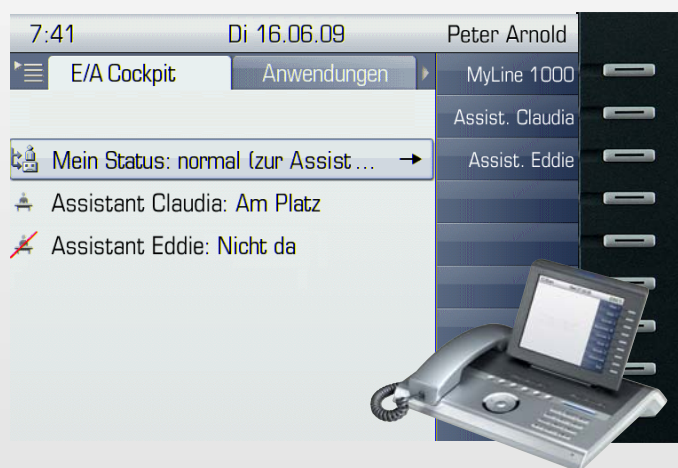 7:41 Di 16.06.09 Peter Arnold
E/A Cockpit Anwendungen MyLine 1000
Assist. Claudia
Mein Status: normal (zur Assist... Assist. Eddie
Assistant Claudia: Am Platz
Assistant Eddie: Nicht da